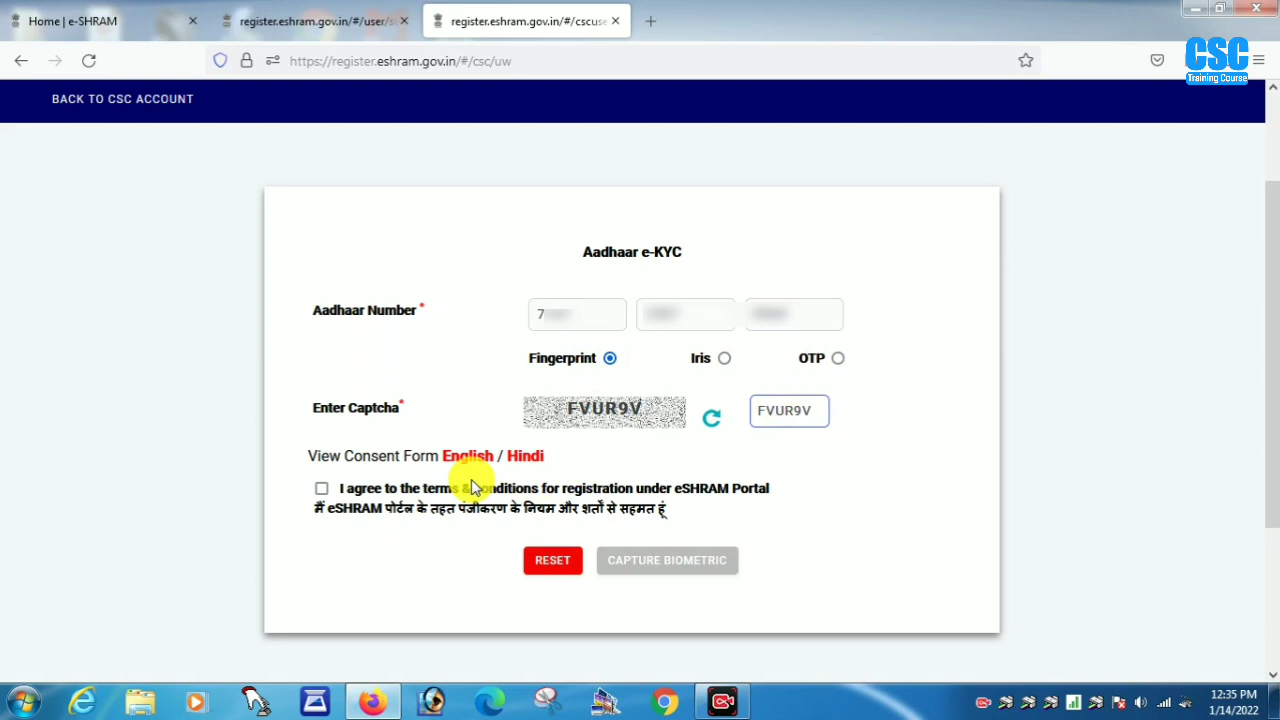 Home | e-SHRAM
register.eshram.gov.in/#/user/s
register.eshram.gov.in/#/cscuse
https://register.eshram.gov.in/#/csc/uw
CSC
Training Course
BACK TO CSC ACCOUNT
Aadhaar e-KYC
Aadhaar Number *
7
Fingerprint Iris OTP
Enter Captcha* FVUR9V FVUR9V
View Consent Form English / Hindi
I agree to the terms & conditions for registration under eSHRAM Portal
मैं eSHRAM पोर्टल के तहत पंजीकरण के नियम और शर्तों से सहमत हूं
RESET CAPTURE BIOMETRIC
12:35 PM
1/14/2022